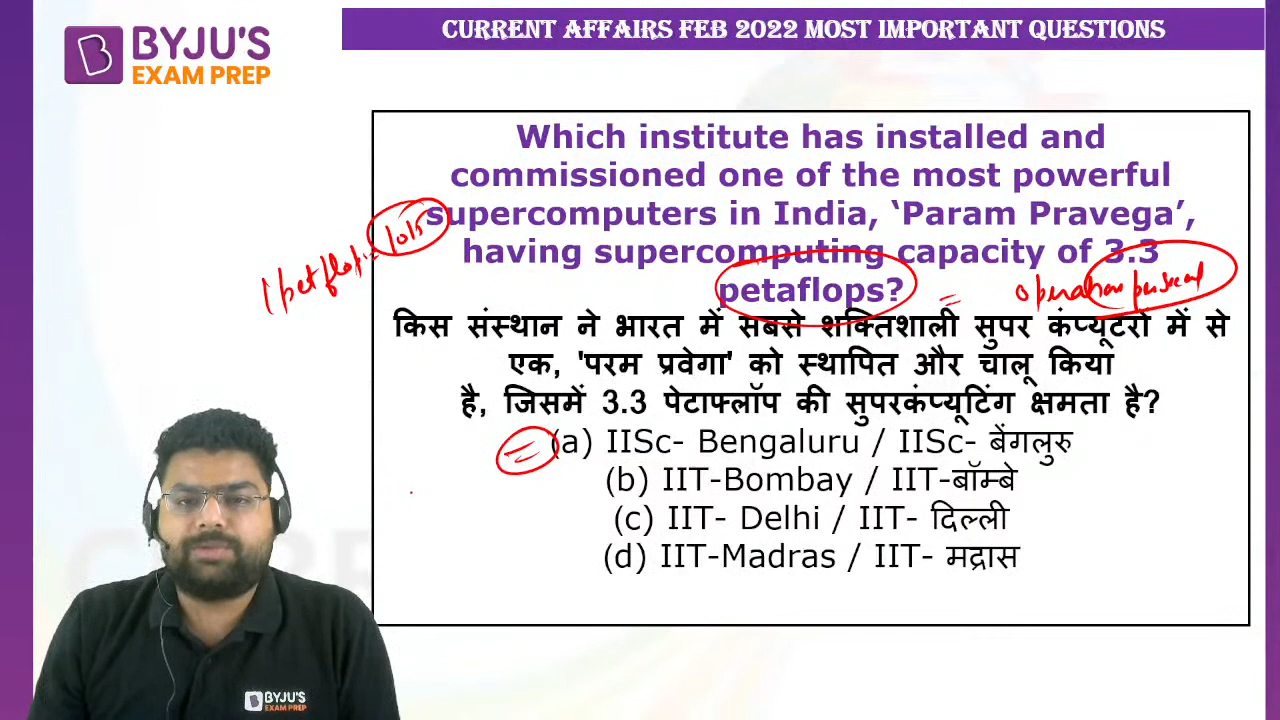 CURRENT AFFAIRS FEB 2022 MOST IMPORTANT QUESTIONS
BYJU'S
EXAM PREP
Which institute has installed and
commissioned one of the most powerful
supercomputers in India, ‘Param Pravega’,
having supercomputing capacity of 3.3
petaflops?
= operation per second
किस संस्थान ने भारत में सबसे शक्तिशाली सुपर कंप्यूटरों में से
एक, 'परम प्रवेगा' को स्थापित और चालू किया
है, जिसमें 3.3 पेटाफ्लॉप की सुपरकंप्यूटिंग क्षमता है?
(a) IISc- Bengaluru / IISc- बेंगलुरु
(b) IIT-Bombay / IIT-बॉम्बे
(c) IIT- Delhi / IIT- दिल्ली
(d) IIT-Madras / IIT- मद्रास
BYJU'S
EXAM PREP